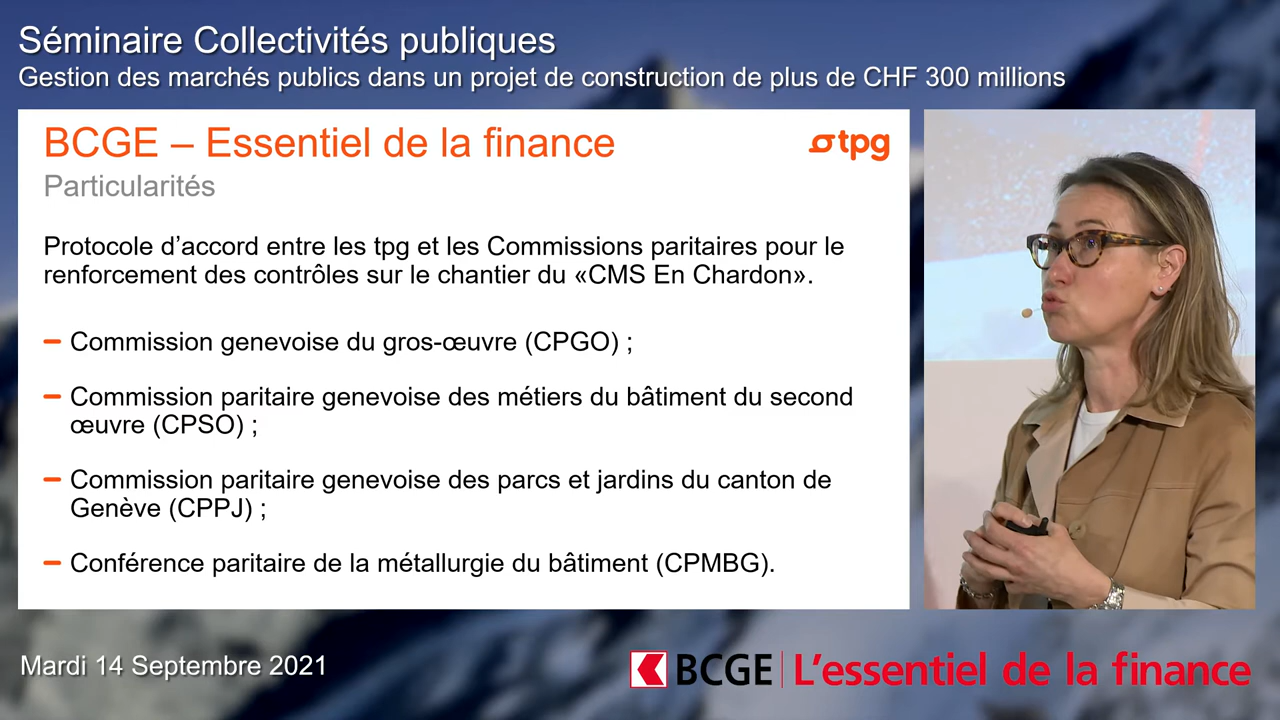 Séminaire Collectivités publiques
Gestion des marchés publics dans un projet de construction de plus de CHF 300 millions
BCGE – Essentiel de la finance
tpg
Particularités
Protocole d’accord entre les tpg et les Commissions paritaires pour le
renforcement des contrôles sur le chantier du «CMS En Chardon».
– Commission genevoise du gros-œuvre (CPGO) ;
– Commission paritaire genevoise des métiers du bâtiment du second
œuvre (CPSO) ;
– Commission paritaire genevoise des parcs et jardins du canton de
Genève (CPPJ) ;
– Conférence paritaire de la métallurgie du bâtiment (CPMBG).
Mardi 14 Septembre 2021
BCGE | L’essentiel de la finance